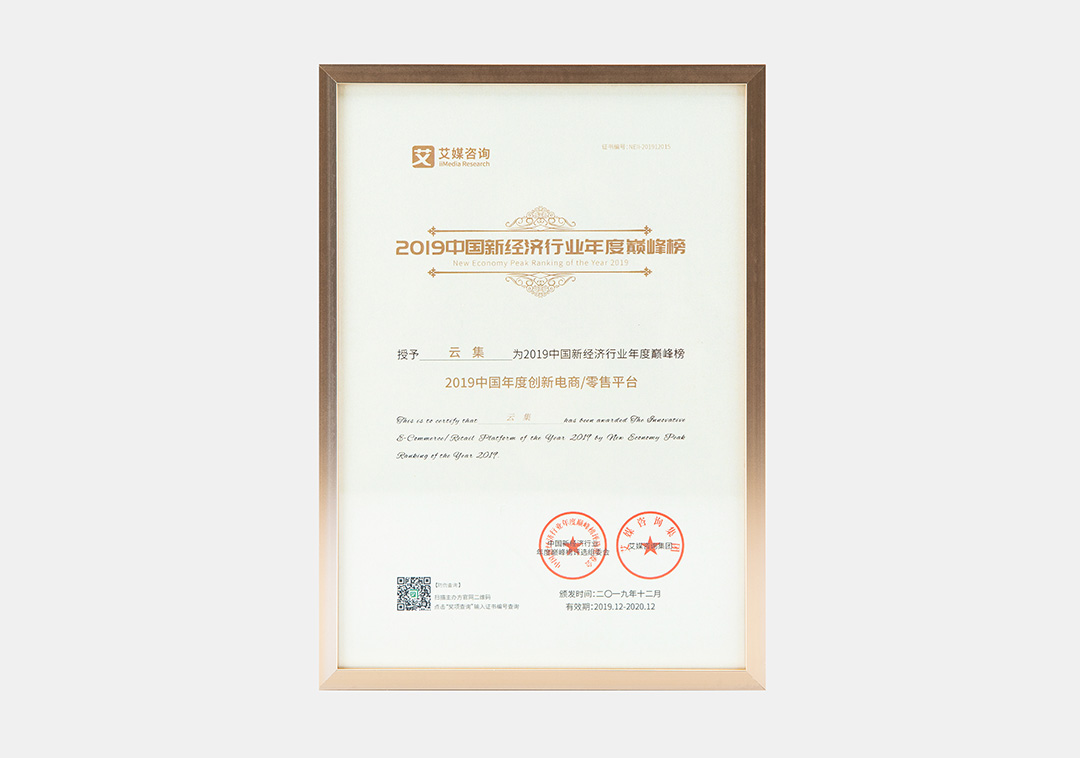 艾媒咨询
iiMedia Research
2019中国新经济行业年度巅峰榜
New Economy Peak Ranking of the Year 2019
授予 云 集 为2019中国新经济行业年度巅峰榜
2019中国年度创新电商/零售平台
This is to certify that 云 集 has been awarded The Innovative
E-Commerce/Retail Platform of the Year 2019 by New Economy Peak
Ranking of the Year 2019.
中国新经济行业
年度巅峰榜评选组委会
艾媒咨询集团
艾媒咨询集团
【防伪查询】
扫描主办方官网二维码
点击"奖项查询"输入证书编号查询
颁发时间:二〇一九年十二月
有效期:2019.12-2020.12